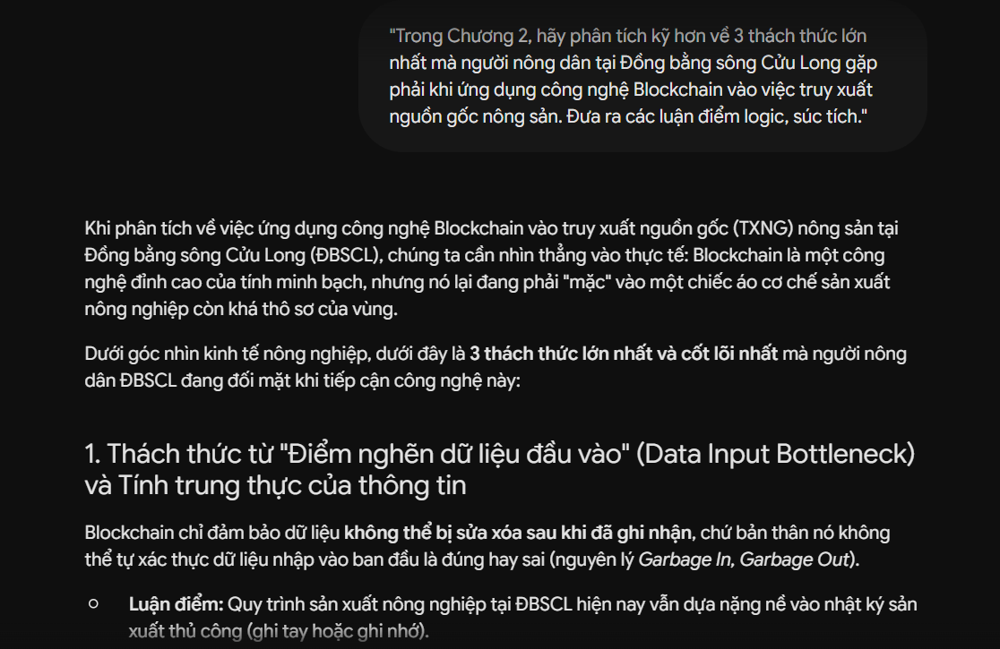 "Trong Chương 2, hãy phân tích kỹ hơn về 3 thách thức lớn
nhất mà người nông dân tại Đồng bằng sông Cửu Long gặp
phải khi ứng dụng công nghệ Blockchain vào việc truy xuất
nguồn gốc nông sản. Đưa ra các luận điểm logic, súc tích."
Khi phân tích về việc ứng dụng công nghệ Blockchain vào truy xuất nguồn gốc (TXNG) nông sản tại
Đồng bằng sông Cửu Long (ĐBSCL), chúng ta cần nhìn thẳng vào thực tế: Blockchain là một công
nghệ đỉnh cao của tính minh bạch, nhưng nó lại đang phải "mặc" vào một chiếc áo cơ chế sản xuất
nông nghiệp còn khá thô sơ của vùng.
Dưới góc nhìn kinh tế nông nghiệp, dưới đây là 3 thách thức lớn nhất và cốt lõi nhất mà người nông
dân ĐBSCL đang đối mặt khi tiếp cận công nghệ này:
1. Thách thức từ "Điểm nghẽn dữ liệu đầu vào" (Data Input Bottleneck)
và Tính trung thực của thông tin
Blockchain chỉ đảm bảo dữ liệu không thể bị sửa xóa sau khi đã ghi nhận, chứ bản thân nó không
thể tự xác thực dữ liệu nhập vào ban đầu là đúng hay sai (nguyên lý Garbage In, Garbage Out).
Luận điểm: Quy trình sản xuất nông nghiệp tại ĐBSCL hiện nay vẫn dựa nặng nề vào nhật ký sản
xuất thủ công (ghi tay hoặc ghi nhớ).